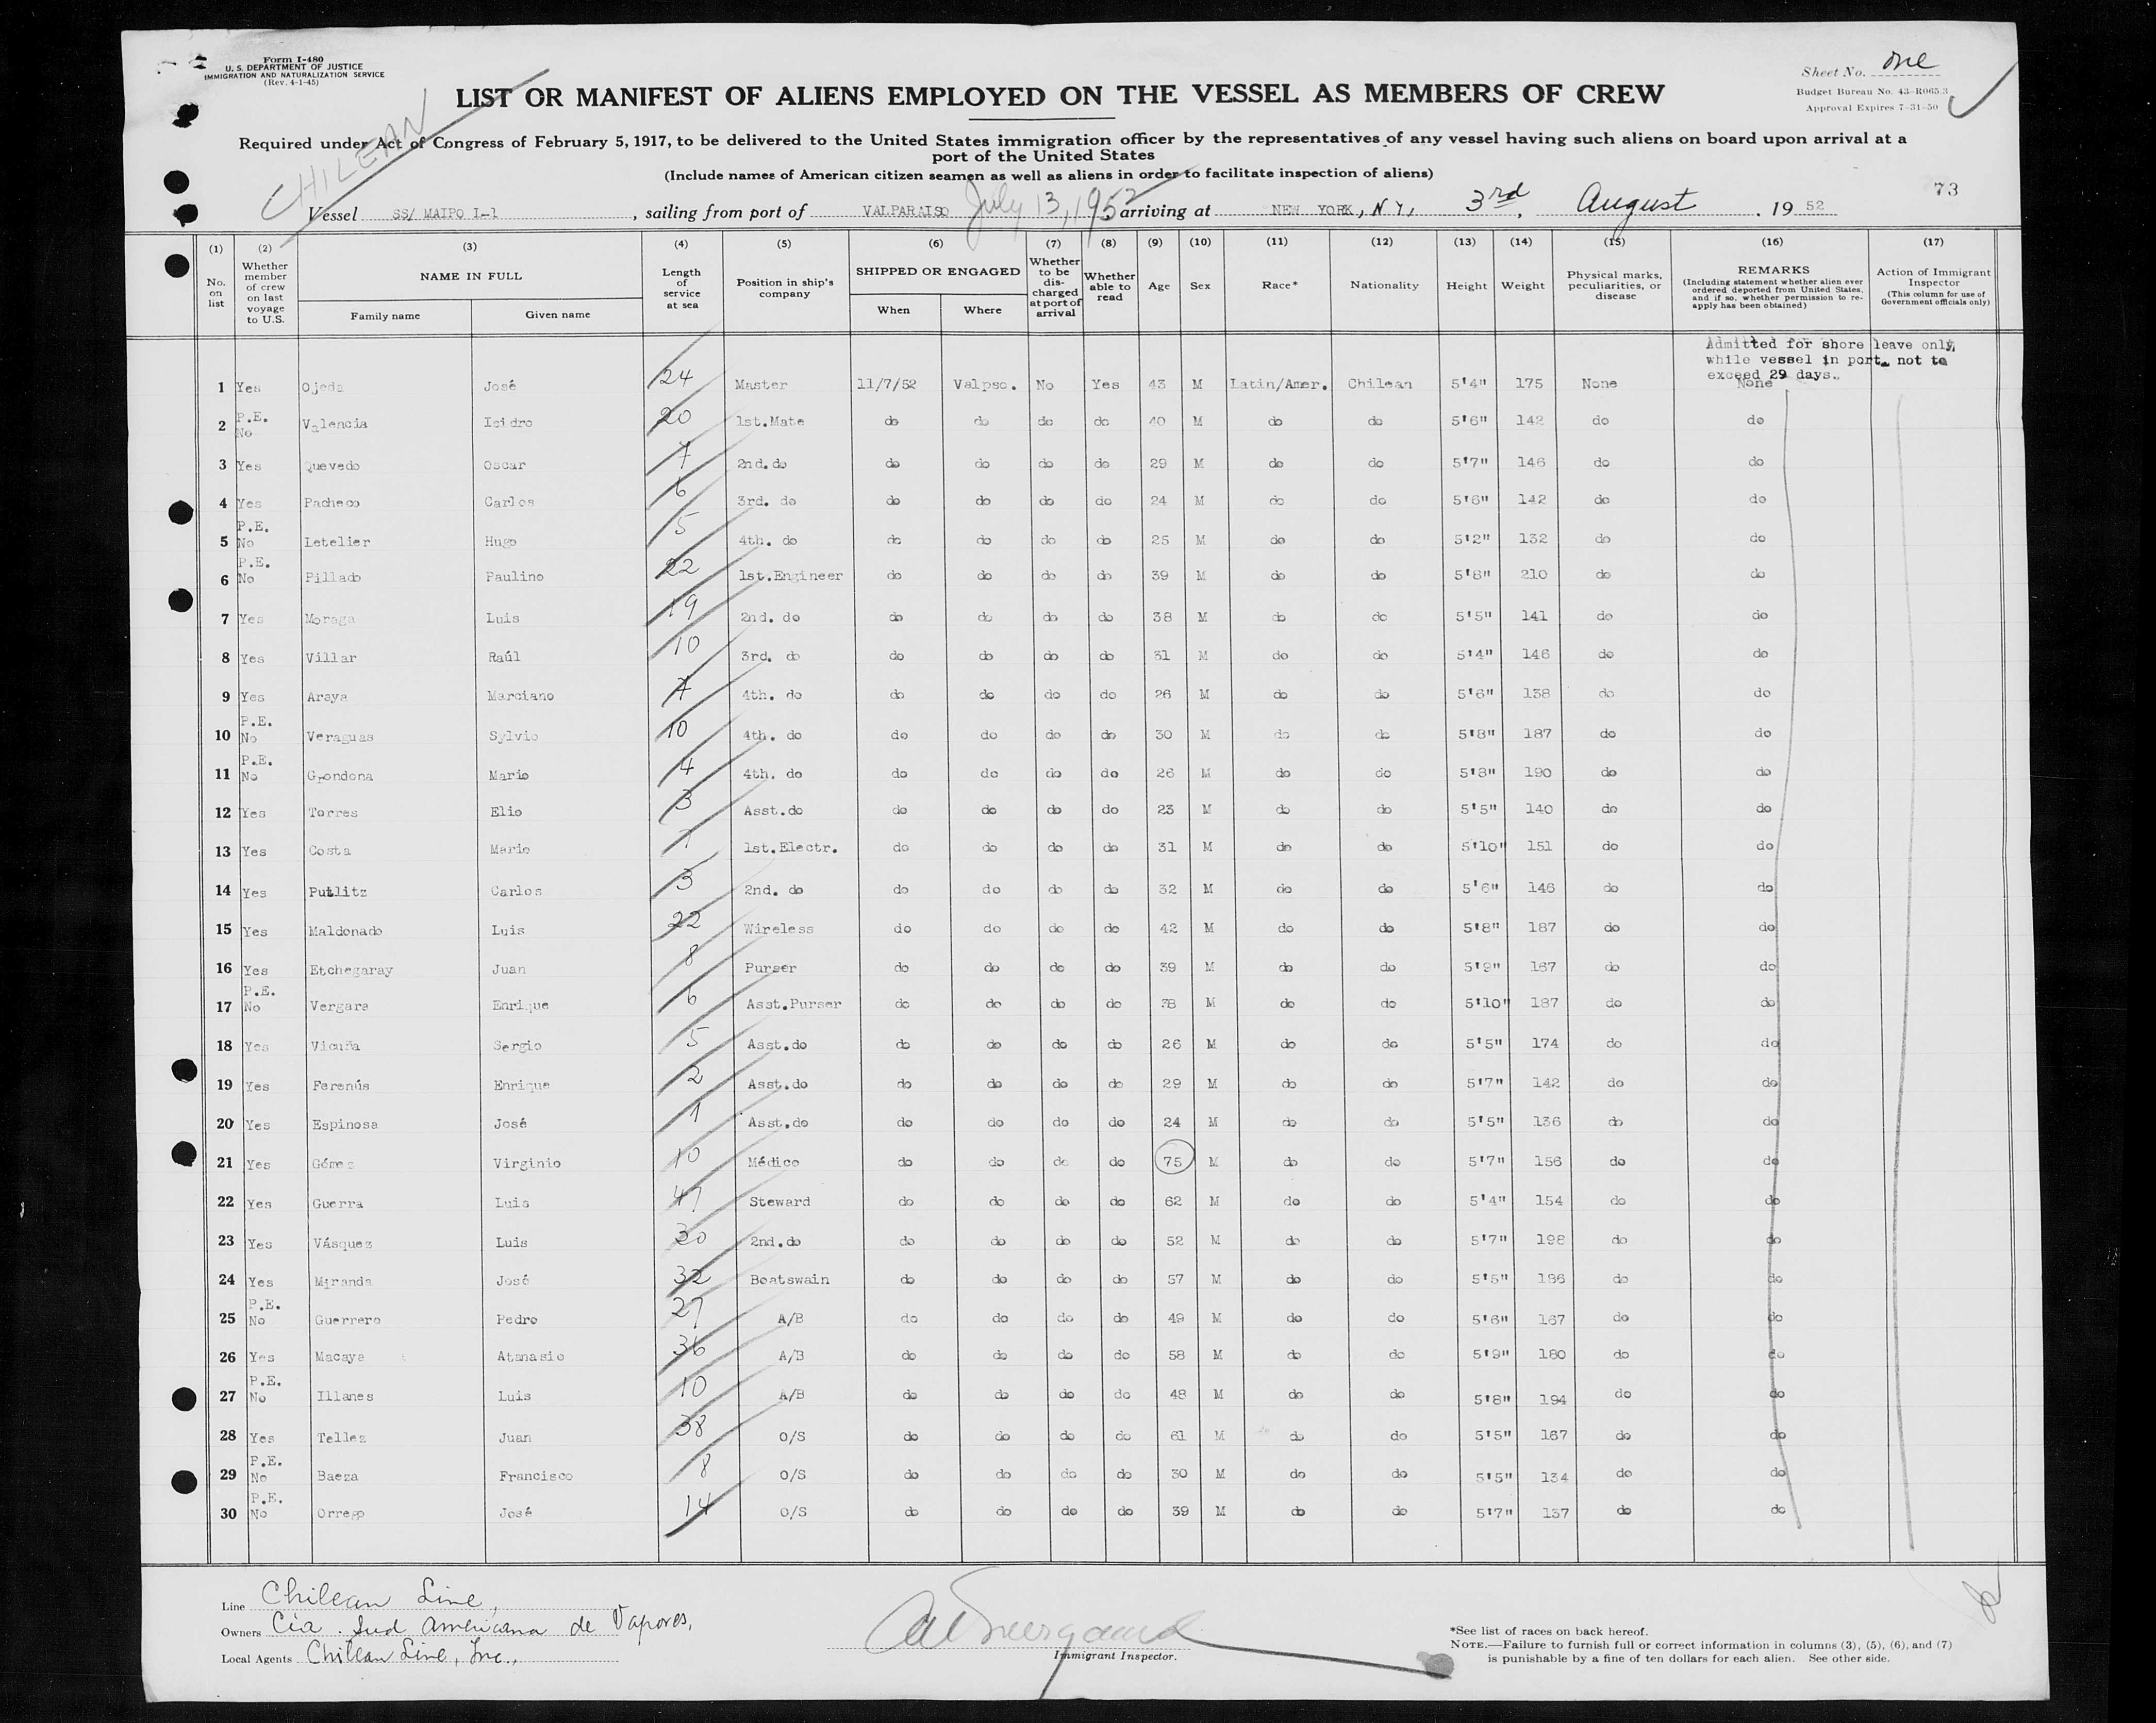 Form I-480
U. S. DEPARTMENT OF JUSTICE
IMMIGRATION AND NATURALIZATION SERVICE
(Rev. 4-1-45)
Sheet No. One
Budget Bureau No. 43-R065.3
Approval Expires 7-31-50
CHILEAN
LIST OR MANIFEST OF ALIENS EMPLOYED ON THE VESSEL AS MEMBERS OF CREW
Required under Act of Congress of February 5, 1917, to be delivered to the United States immigration officer by the representatives of any vessel having such aliens on board upon arrival at a
port of the United States
(Include names of American citizen seamen as well as aliens in order to facilitate inspection of aliens)
73
Vessel SS/ MAIPO I-1, sailing from port of VALPARAISO July 13, 1952 arriving at NEW YORK, N.Y., 3rd, August, 1952
(1) (2) (3) (4) (5) (6) (7) (8) (9) (10) (11) (12) (13) (14) (15) (16) (17)
No. on list
Whether member of crew on last voyage to U.S.
NAME IN FULL
Family name
Given name
Length of service at sea
Position in ship's company
SHIPPED OR ENGAGED
When
Where
Whether to be discharged at port of arrival
Whether able to read
Age
Sex
Race*
Nationality
Height
Weight
Physical marks, peculiarities, or disease
REMARKS
(Including statement whether alien ever ordered deported from United States, and if so, whether permission to re-apply has been obtained)
Action of Immigrant Inspector
(This column for use of Government officials only)
Admitted for shore leave only,
while vessel in port, not to
exceed 29 days.
1 Yes Ojeda José 24 Master 11/7/52 Valpso. No Yes 43 M Latin/Amer. Chilean 5'4" 175 None None
2 P.E. No Valencia Isidro 20 1st.Mate do do do do 40 M do do 5'6" 142 do do
3 Yes Quevedo Oscar 7 2nd.do do do do do 29 M do do 5'7" 146 do do
4 Yes Pacheco Carlos 6 3rd. do do do do do 24 M do do 5'6" 142 do do
5 P.E. No Letelier Hugo 5 4th. do do do do do 25 M do do 5'2" 132 do do
6 P.E. No Pillado Paulino 22 1st.Engineer do do do do 39 M do do 5'8" 210 do do
7 Yes Moraga Luis 19 2nd. do do do do do 38 M do do 5'5" 141 do do
8 Yes Villar Raúl 10 3rd. do do do do do 31 M do do 5'4" 146 do do
9 Yes Araya Marciano 7 4th. do do do do do 26 M do do 5'6" 138 do do
10 P.E. No Veraguas Sylvio 10 4th. do do do do do 30 M do do 5'8" 187 do do
11 P.E. No Grondona Mario 4 4th. do do do do do 26 M do do 5'8" 190 do do
12 Yes Torres Elio 3 Asst.do do do do do 23 M do do 5'5" 140 do do
13 Yes Costa Mario 7 1st.Electr. do do do do 31 M do do 5'10" 151 do do
14 Yes Putlitz Carlos 3 2nd. do do do do do 32 M do do 5'6" 146 do do
15 Yes Maldonado Luis 22 Wireless do do do do 42 M do do 5'8" 187 do do
16 Yes Etchegaray Juan 8 Purser do do do do 39 M do do 5'9" 167 do do
17 P.E. No Vergara Enrique 6 Asst.Purser do do do do 38 M do do 5'10" 187 do do
18 Yes Vicuña Sergio 5 Asst.do do do do do 26 M do do 5'5" 174 do do
19 Yes Ferenús Enrique 2 Asst.do do do do do 29 M do do 5'7" 142 do do
20 Yes Espinosa José 1 Asst.do do do do do 24 M do do 5'5" 136 do do
21 Yes Gómez Virginio 10 Médico do do do do 75 M do do 5'7" 156 do do
22 Yes Guerra Luis 47 Steward do do do do 62 M do do 5'4" 154 do do
23 Yes Vásquez Luis 30 2nd.do do do do do 52 M do do 5'7" 198 do do
24 Yes Miranda José 32 Boatswain do do do do 57 M do do 5'5" 186 do do
25 P.E. No Guerrero Pedro 27 A/B do do do do 49 M do do 5'6" 167 do do
26 Yes Macaya Atanasio 36 A/B do do do do 58 M do do 5'9" 180 do do
27 P.E. No Illanes Luis 10 A/B do do do do 48 M do do 5'8" 194 do do
28 Yes Tellez Juan 38 O/S do do do do 61 M do do 5'5" 167 do do
29 P.E. No Baeza Francisco 8 O/S do do do do 30 M do do 5'5" 134 do do
30 P.E. No Orrego José 14 O/S do do do do 39 M do do 5'7" 137 do do
Line Chilean Line,
Owners Cia. Sud Americana de Vapores,
Local Agents Chilean Line, Inc.,
Immigrant Inspector.
*See list of races on back hereof.
NOTE.—Failure to furnish full or correct information in columns (3), (5), (6), and (7)
is punishable by a fine of ten dollars for each alien. See other side.